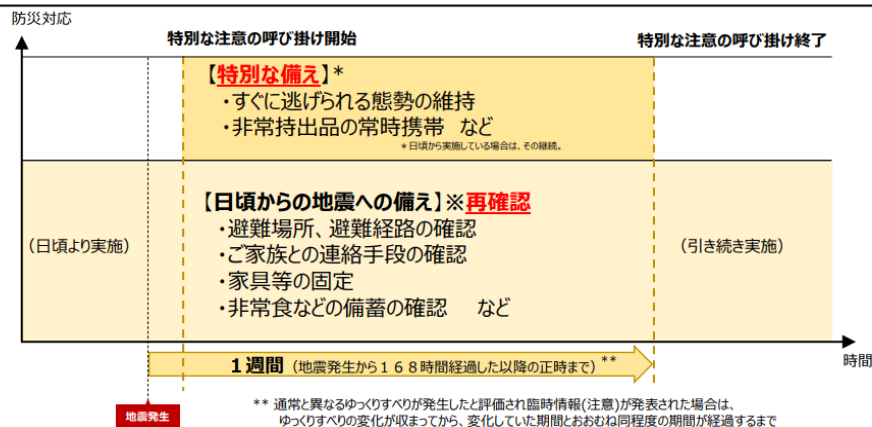 防災対応
特別な注意の呼び掛け開始
特別な注意の呼び掛け終了
【特別な備え】*
・すぐに逃げられる態勢の維持
・非常持出品の常時携帯 など
*日頃から実施している場合は、その継続。
(日頃より実施)
【日頃からの地震への備え】※再確認
・避難場所、避難経路の確認
・ご家族との連絡手段の確認
・家具等の固定
・非常食などの備蓄の確認 など
(引き続き実施)
1週間(地震発生から168時間経過した以降の正時まで)**
時間
地震発生
** 通常と異なるゆっくりすべりが発生したと評価され臨時情報(注意)が発表された場合は、
ゆっくりすべりの変化が収まってから、変化していた期間とおおむね同程度の期間が経過するまで